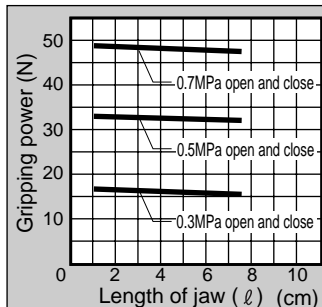 Gripping power (N)
50
40
30
20
10
0.7MPa open and close
0.5MPa open and close
0.3MPa open and close
0 2 4 6 8 10
Length of jaw (ℓ) (cm)